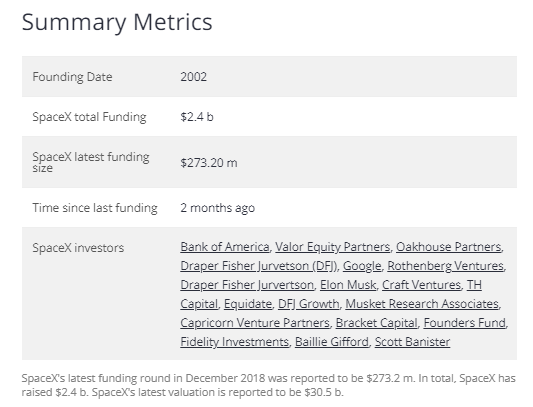 Summary Metrics
Founding Date 2002
SpaceX total Funding $2.4 b
SpaceX latest funding
size $273.20 m
Time since last funding 2 months ago
SpaceX investors Bank of America, Valor Equity Partners, Oakhouse Partners,
Draper Fisher Jurvetson (DFJ), Google, Rothenberg Ventures,
Draper Fisher Jurvertson, Elon Musk, Craft Ventures, TH
Capital, Equidate, DFJ Growth, Musket Research Associates,
Capricorn Venture Partners, Bracket Capital, Founders Fund,
Fidelity Investments, Baillie Gifford, Scott Banister
SpaceX's latest funding round in December 2018 was reported to be $273.2 m. In total, SpaceX has
raised $2.4 b. SpaceX's latest valuation is reported to be $30.5 b.